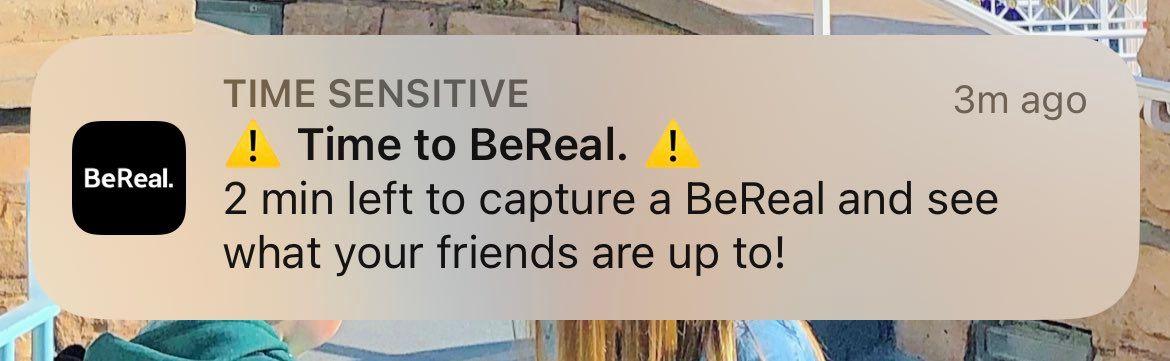 TIME SENSITIVE
3m ago
⚠️ Time to BeReal. ⚠️
BeReal.
2 min left to capture a BeReal and see
what your friends are up to!